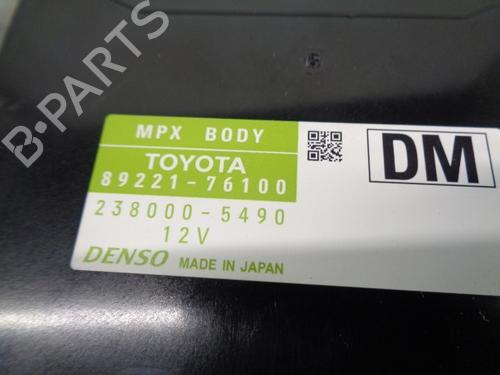 B-PARTS
MPX BODY
TOYOTA
89221-76100
238000-5490
12V
DENSO MADE IN JAPAN
DM